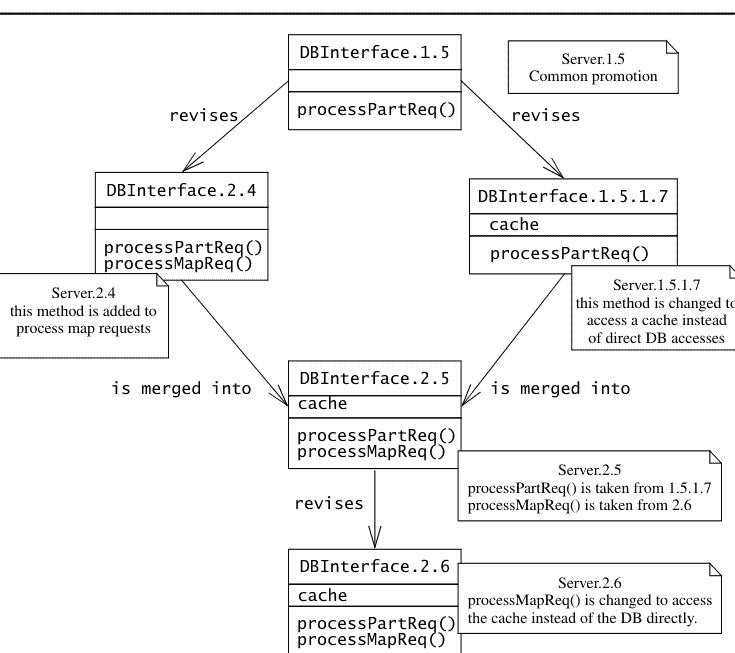 DBInterface.1.5
processPartReq()
Server.1.5
Common promotion
revises
revises
DBInterface.2.4
processPartReq()
processMapReq()
DBInterface.1.5.1.7
cache
processPartReq()
Server.2.4
this method is added to
process map requests
Server.1.5.1.7
this method is changed to
access a cache instead
of direct DB accesses
is merged into
is merged into
DBInterface.2.5
cache
processPartReq()
processMapReq()
Server.2.5
processPartReq() is taken from 1.5.1.7
processMapReq() is taken from 2.6
revises
DBInterface.2.6
cache
processPartReq()
processMapReq()
Server.2.6
processMapReq() is changed to access
the cache instead of the DB directly.